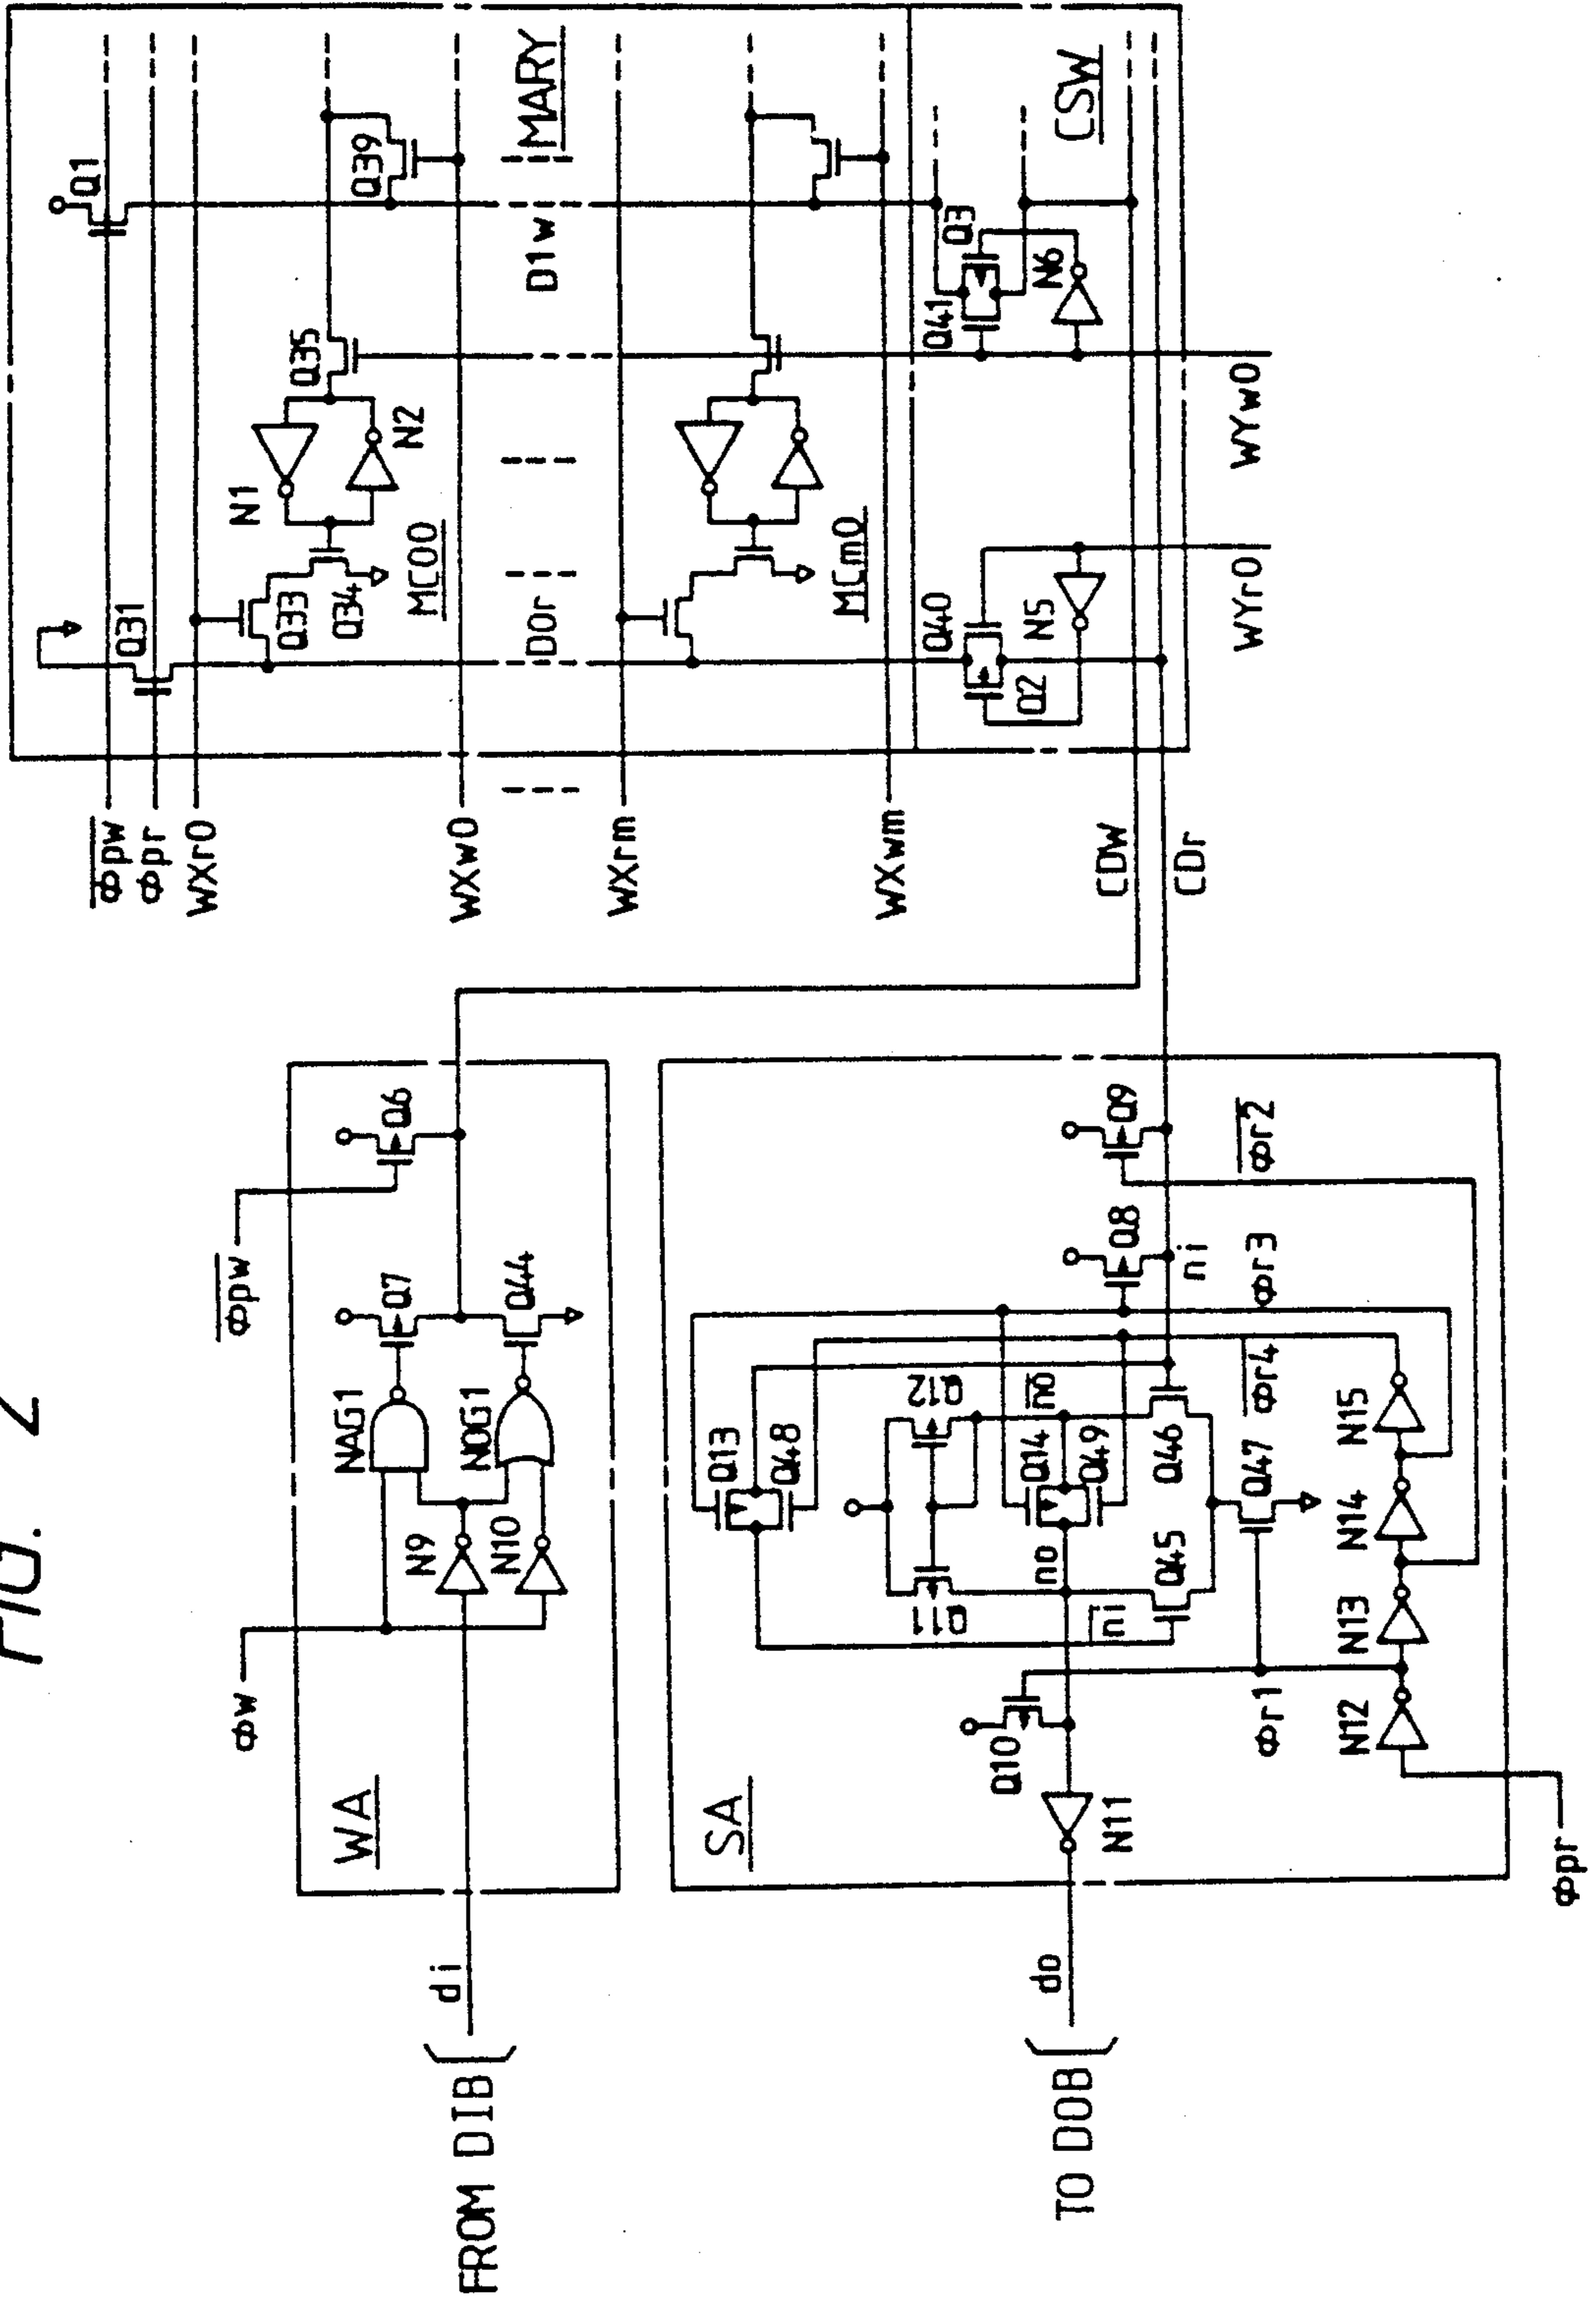 FIG. 2
FROM DIB
di
WA
φw
N9
N10
NAG1
NOG1
Q7
Q44
φpw
Q6
TO DOB
do
SA
N11
Q10
φr1
N12
φpr
N13
N14
N15
Q11
Q12
Q13
Q48
no
no
Q14
Q49
ni
Q45
Q46
Q47
φr4
φr3
ni
Q8
Q9
φr2
φpw
φpr
WXr0
WXw0
WXrm
WXwm
CDW
CDr
Q31
Q33
Q34
MC00
N1
N2
Q35
Q39
Q1
MARY
D0r
D1w
MCm0
Q40
Q2
N5
WYr0
WYw0
Q41
Q3
N6
CSW